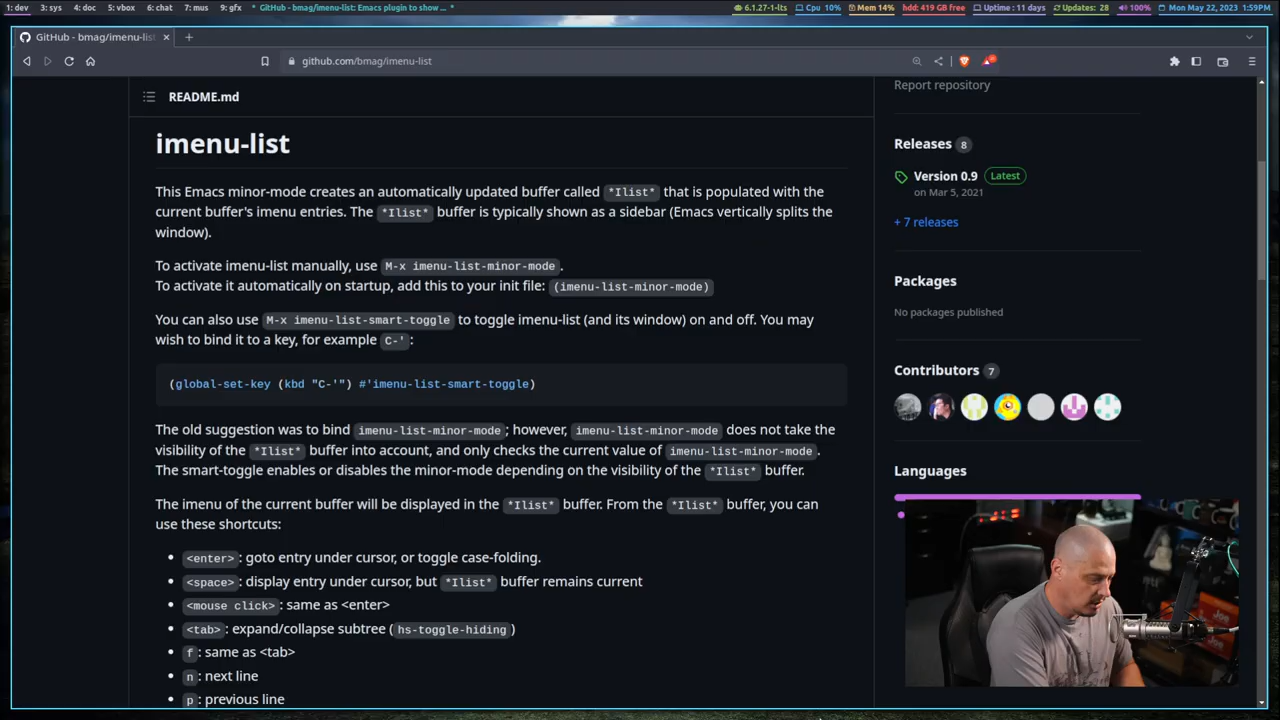 1: dev 3: sys 4: doc 5: vbox 6: chat 7: mus 9: gfx * GitHub - bmag/imenu-list: Emacs plugin to show ... * 6.1.27-1-lts Cpu 10% Mem 14% hdd: 419 GB free Uptime : 11 days Updates: 28 100% Mon May 22, 2023 1:59PM
GitHub - bmag/imenu-lis
github.com/bmag/imenu-list
Report repository
README.md
imenu-list
This Emacs minor-mode creates an automatically updated buffer called *Ilist* that is populated with the
current buffer's imenu entries. The *Ilist* buffer is typically shown as a sidebar (Emacs vertically splits the
window).
To activate imenu-list manually, use M-x imenu-list-minor-mode.
To activate it automatically on startup, add this to your init file: (imenu-list-minor-mode)
You can also use M-x imenu-list-smart-toggle to toggle imenu-list (and its window) on and off. You may
wish to bind it to a key, for example C-':
(global-set-key (kbd "C-'") #'imenu-list-smart-toggle)
The old suggestion was to bind imenu-list-minor-mode; however, imenu-list-minor-mode does not take the
visibility of the *Ilist* buffer into account, and only checks the current value of imenu-list-minor-mode.
The smart-toggle enables or disables the minor-mode depending on the visibility of the *Ilist* buffer.
The imenu of the current buffer will be displayed in the *Ilist* buffer. From the *Ilist* buffer, you can
use these shortcuts:
<enter>: goto entry under cursor, or toggle case-folding.
<space>: display entry under cursor, but *Ilist* buffer remains current
<mouse click>: same as <enter>
<tab>: expand/collapse subtree (hs-toggle-hiding)
f: same as <tab>
n: next line
p: previous line
Releases 8
Version 0.9 Latest
on Mar 5, 2021
+ 7 releases
Packages
No packages published
Contributors 7
Languages